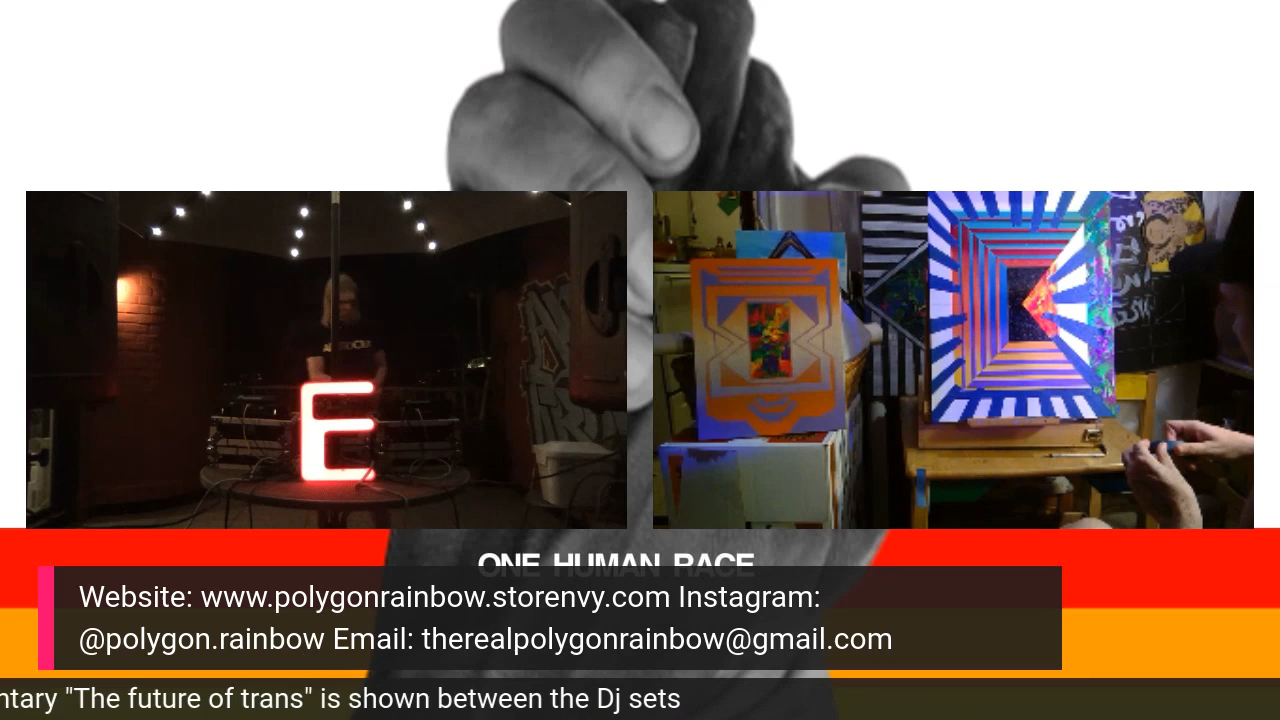 E
ONE HUMAN RACE
Website: www.polygonrainbow.storenvy.com Instagram:
@polygon.rainbow Email: therealpolygonrainbow@gmail.com
ntary "The future of trans" is shown between the Dj sets